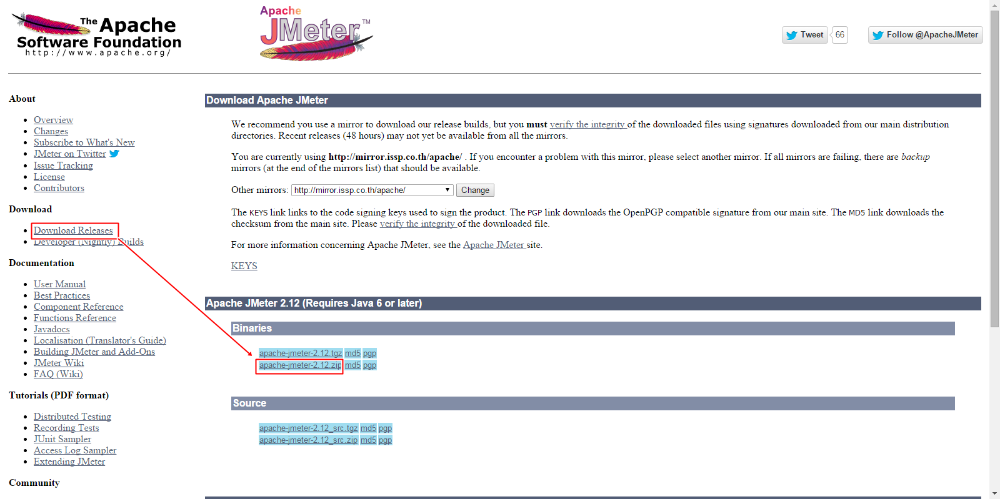 The Apache
Software Foundation
http://www.apache.org/
Apache
JMeter™
Tweet 66 Follow @ApacheJMeter
About
Overview
Changes
Subscribe to What's New
JMeter on Twitter
Issue Tracking
License
Contributors
Download
Download Releases
Developer (Nightly) Builds
Documentation
User Manual
Best Practices
Component Reference
Functions Reference
Javadocs
Localisation (Translator's Guide)
Building JMeter and Add-Ons
JMeter Wiki
FAQ (Wiki)
Tutorials (PDF format)
Distributed Testing
Recording Tests
JUnit Sampler
Access Log Sampler
Extending JMeter
Community
Download Apache JMeter
We recommend you use a mirror to download our release builds, but you must verify the integrity of the downloaded files using signatures downloaded from our main distribution
directories. Recent releases (48 hours) may not yet be available from all the mirrors.
You are currently using http://mirror.issp.co.th/apache/ . If you encounter a problem with this mirror, please select another mirror. If all mirrors are failing, there are backup
mirrors (at the end of the mirrors list) that should be available.
Other mirrors: http://mirror.issp.co.th/apache/ Change
The KEYS link links to the code signing keys used to sign the product. The PGP link downloads the OpenPGP compatible signature from our main site. The MD5 link downloads the
checksum from the main site. Please verify the integrity of the downloaded file.
For more information concerning Apache JMeter, see the Apache JMeter site.
KEYS
Apache JMeter 2.12 (Requires Java 6 or later)
Binaries
apache-jmeter-2.12.tgz md5 pgp
apache-jmeter-2.12.zip md5 pgp
Source
apache-jmeter-2.12_src.tgz md5 pgp
apache-jmeter-2.12_src.zip md5 pgp